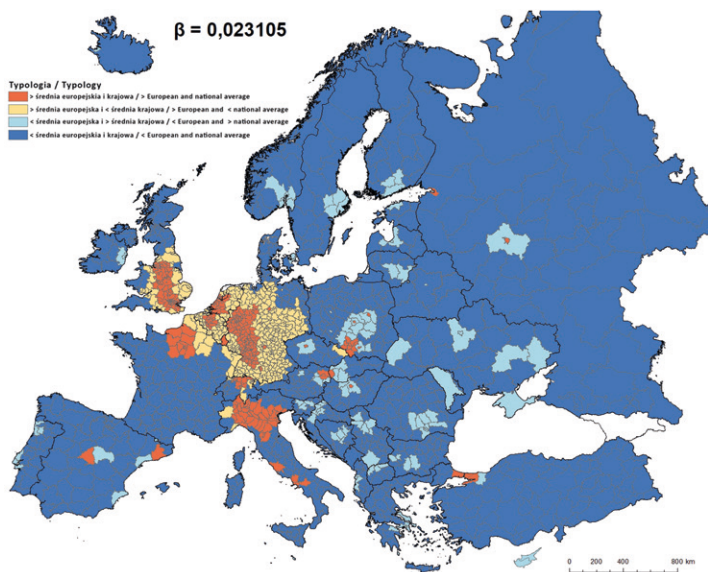 β = 0,023105
Typologia / Typology
> średnia europejska i krajowa / > European and national average
> średnia europejska i < średnia krajowa / > European and < national average
< średnia europejska i > średnia krajowa / < European and > national average
< średnia europejska i krajowa / < European and national average
0 200 400 800 km